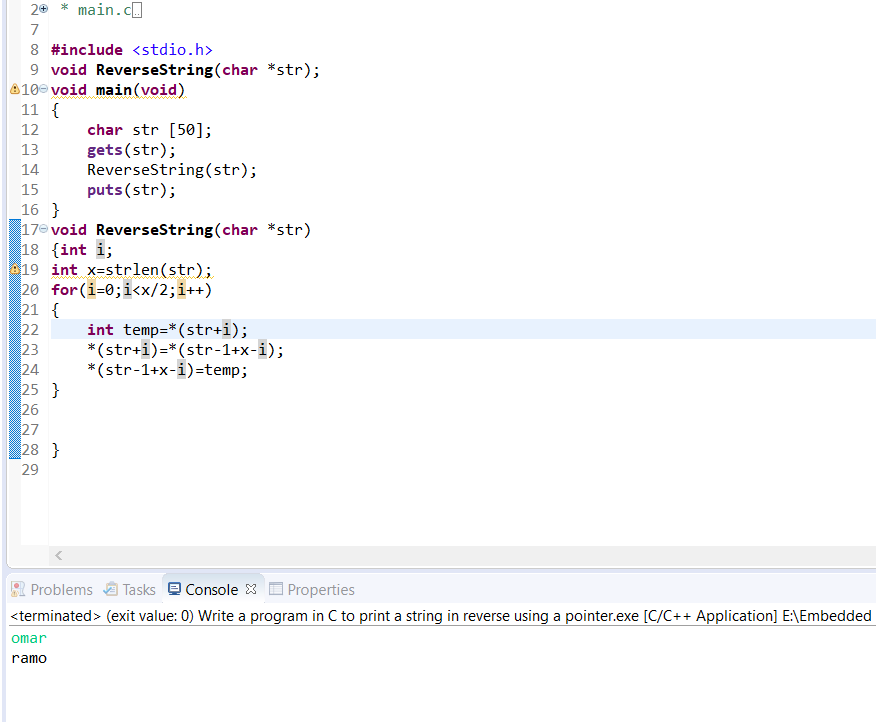 2 * main.c
7
8 #include <stdio.h>
9 void ReverseString(char *str);
10 void main(void)
11 {
12     char str [50];
13     gets(str);
14     ReverseString(str);
15     puts(str);
16 }
17 void ReverseString(char *str)
18 {int i;
19 int x=strlen(str);
20 for(i=0;i<x/2;i++)
21 {
22     int temp=*(str+i);
23     *(str+i)=*(str-1+x-i);
24     *(str-1+x-i)=temp;
25 }
26
27
28 }
29
Problems Tasks Console Properties
<terminated> (exit value: 0) Write a program in C to print a string in reverse using a pointer.exe [C/C++ Application] E:\Embedded
omar
ramo